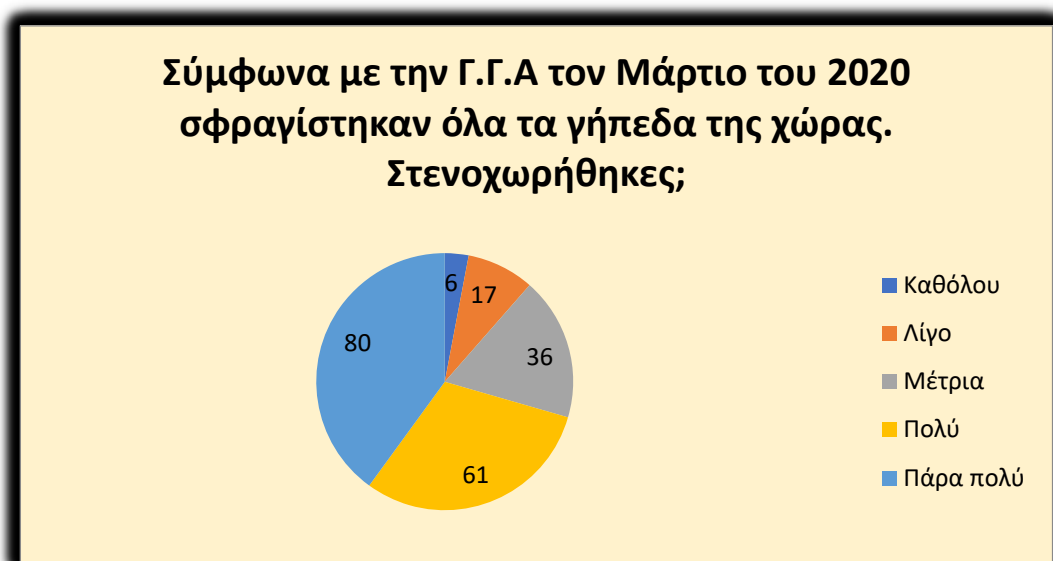 Σύμφωνα με την Γ.Γ.Α τον Μάρτιο του 2020
σφραγίστηκαν όλα τα γήπεδα της χώρας.
Στενοχωρήθηκες;
6
17
36
61
80
Καθόλου
Λίγο
Μέτρια
Πολύ
Πάρα πολύ